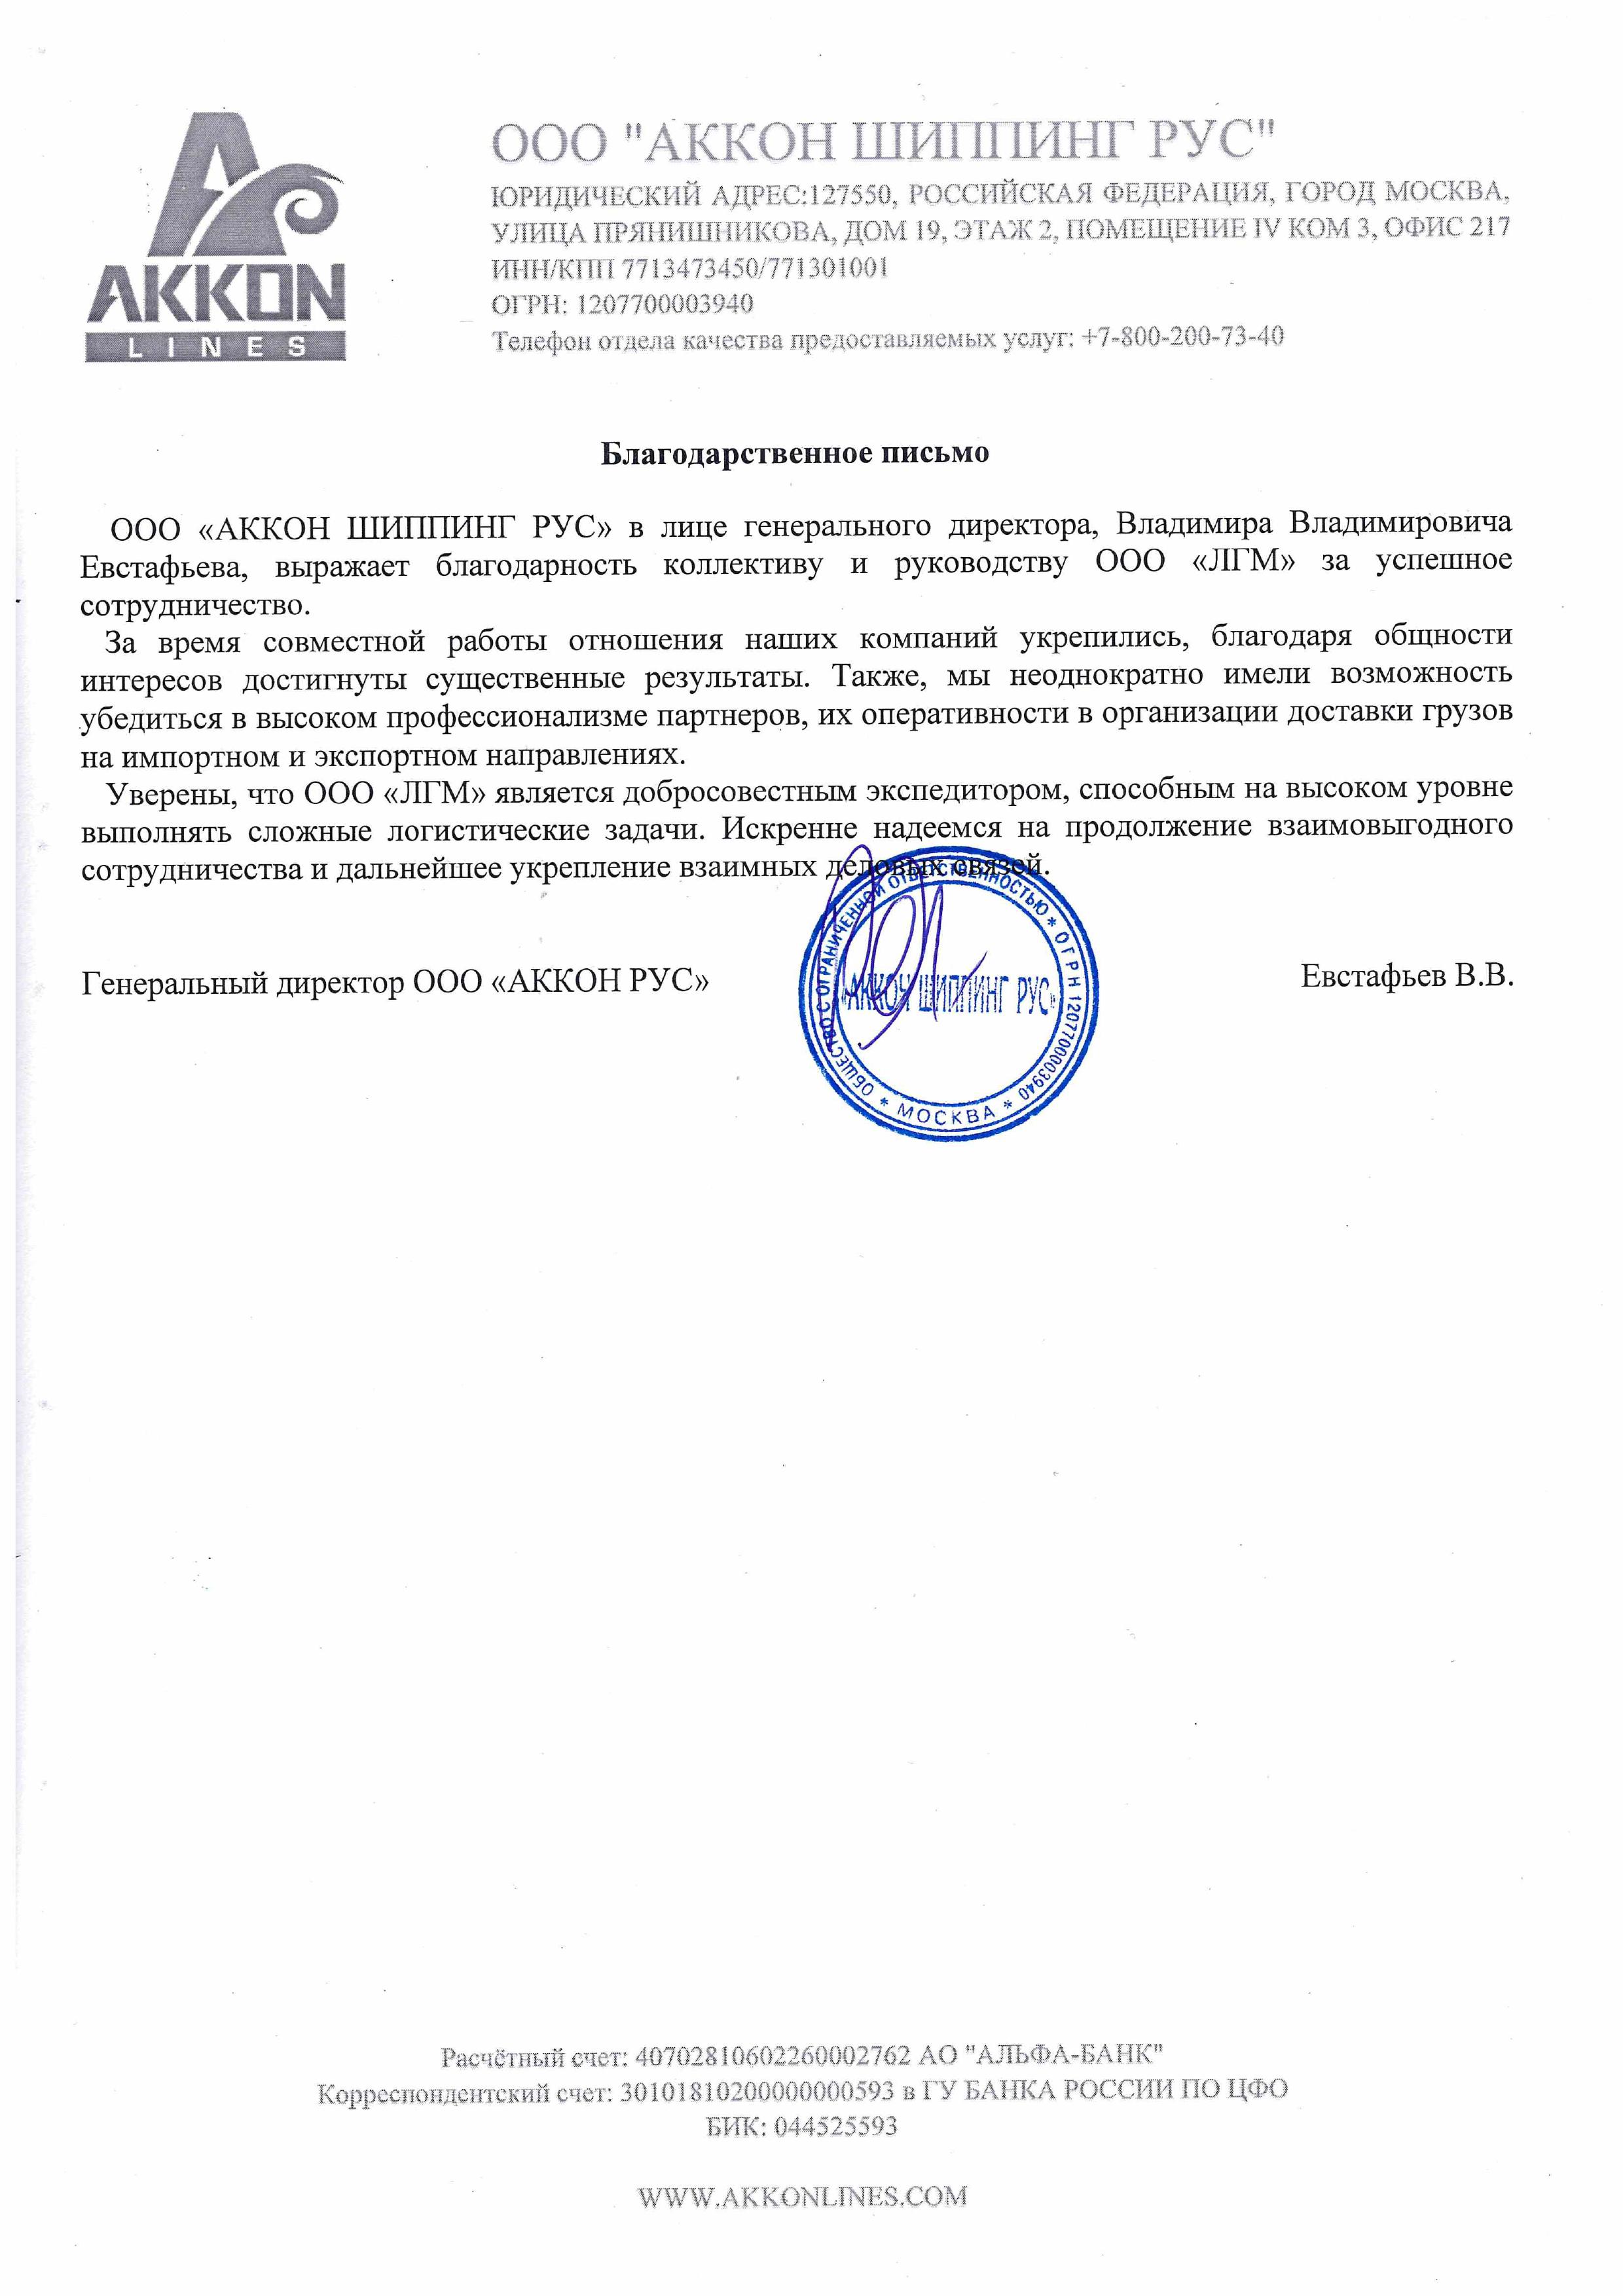 AKKON
LINES
ООО "АККОН ШИППИНГ РУС"
ЮРИДИЧЕСКИЙ АДРЕС:127550, РОССИЙСКАЯ ФЕДЕРАЦИЯ, ГОРОД МОСКВА,
УЛИЦА ПРЯНИШНИКОВА, ДОМ 19, ЭТАЖ 2, ПОМЕЩЕНИЕ IV КОМ 3, ОФИС 217
ИНН/КПП 7713473450/771301001
ОГРН: 1207700003940
Телефон отдела качества предоставляемых услуг: +7-800-200-73-40
Благодарственное письмо
ООО «АККОН ШИППИНГ РУС» в лице генерального директора, Владимира Владимировича
Евстафьева, выражает благодарность коллективу и руководству ООО «ЛГМ» за успешное
сотрудничество.
За время совместной работы отношения наших компаний укрепились, благодаря общности
интересов достигнуты существенные результаты. Также, мы неоднократно имели возможность
убедиться в высоком профессионализме партнеров, их оперативности в организации доставки грузов
на импортном и экспортном направлениях.
Уверены, что ООО «ЛГМ» является добросовестным экспедитором, способным на высоком уровне
выполнять сложные логистические задачи. Искренне надеемся на продолжение взаимовыгодного
сотрудничества и дальнейшее укрепление взаимных деловых связей.
Генеральный директор ООО «АККОН РУС»
Евстафьев В.В.
ОБЩЕСТВО С ОГРАНИЧЕННОЙ ОТВЕТСТВЕННОСТЬЮ * ОГРН 1207700003940
«АККОН ШИППИНГ РУС»
* МОСКВА *
Расчётный счет: 40702810602260002762 АО "АЛЬФА-БАНК"
Корреспондентский счет: 30101810200000000593 в ГУ БАНКА РОССИИ ПО ЦФО
БИК: 044525593
WWW.AKKONLINES.COM